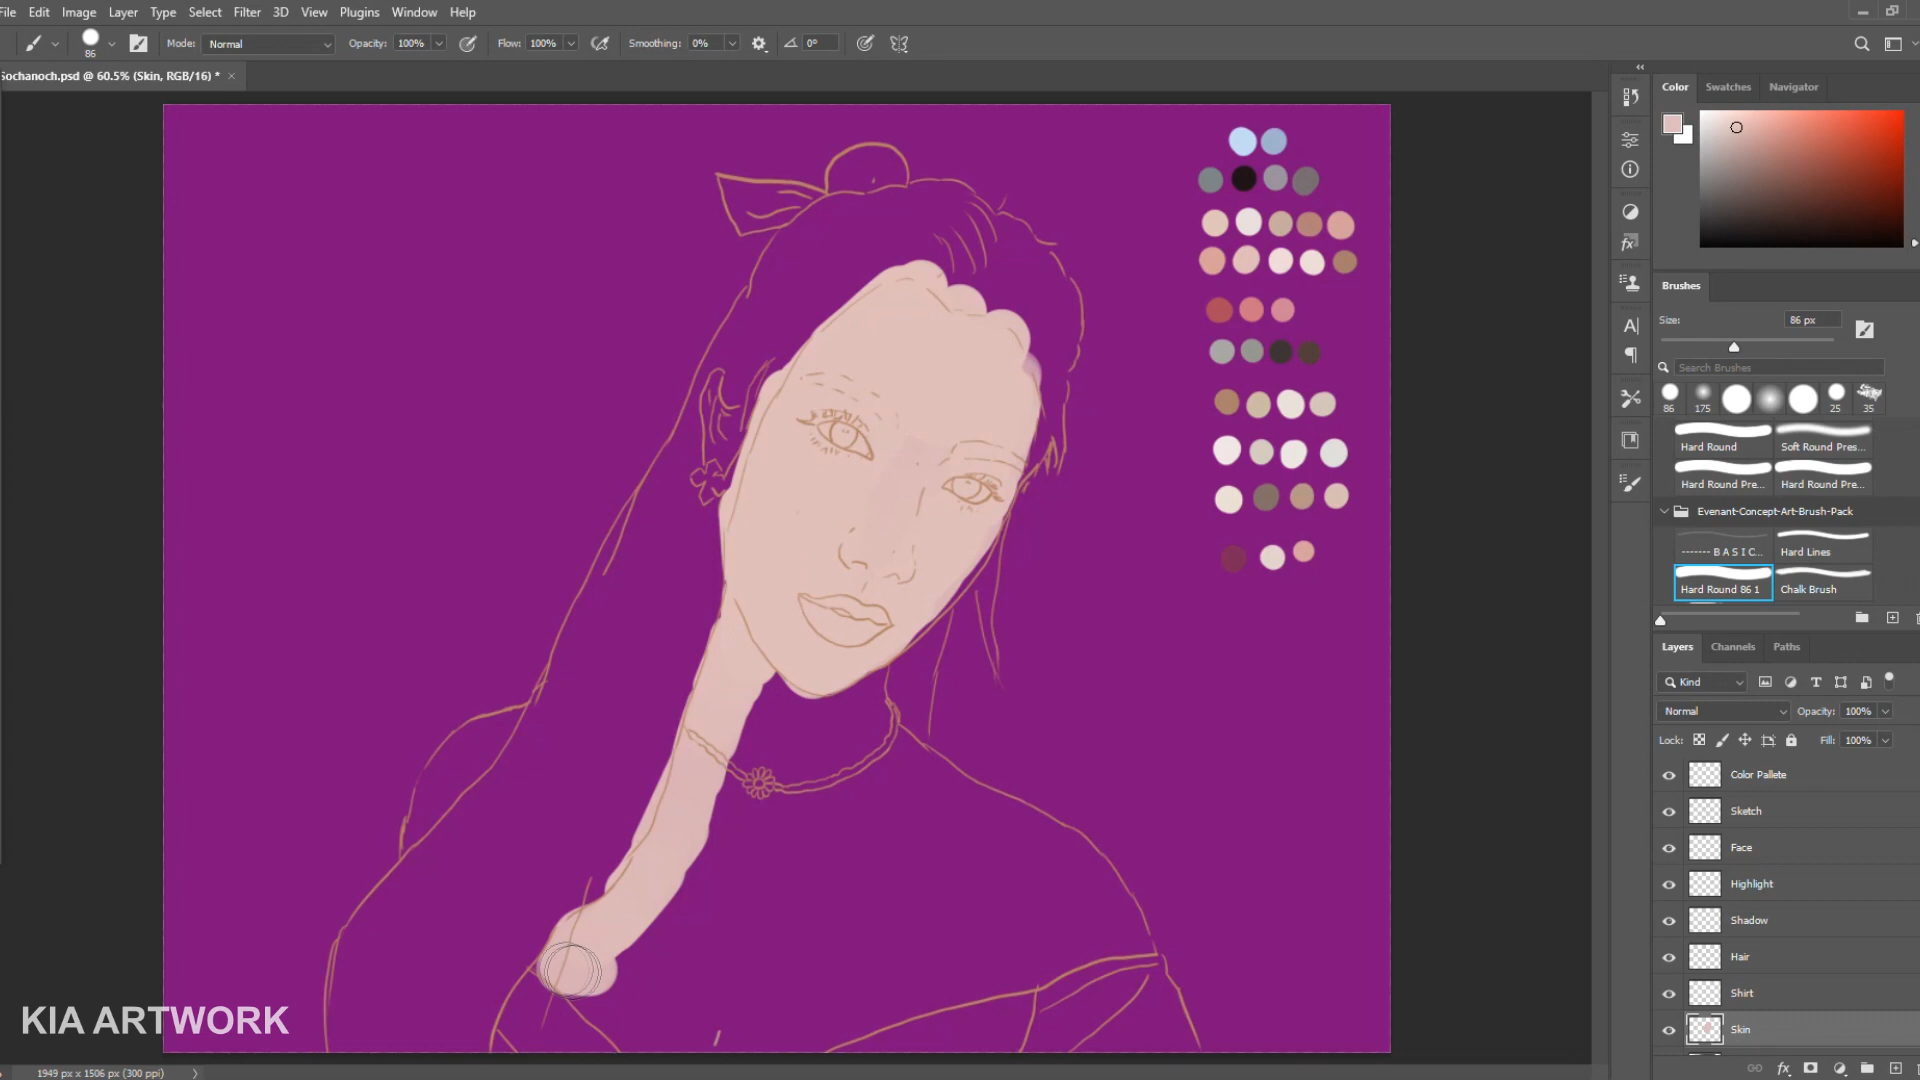 File Edit Image Layer Type Select Filter 3D View Plugins Window Help
86 Mode: Normal Opacity: 100% Flow: 100% Smoothing: 0% 0°
Sochanoch.psd @ 60.5% (Skin, RGB/16) *
Color Swatches Navigator
Brushes
Size: 86 px
Search Brushes
86 175 25 35
Hard Round Soft Round Pres...
Hard Round Pre... Hard Round Pre...
Evenant-Concept-Art-Brush-Pack
------- B A S I C... Hard Lines
Hard Round 86 1 Chalk Brush
Layers Channels Paths
Kind
Normal Opacity: 100%
Lock: Fill: 100%
Color Pallete
Sketch
Face
Highlight
Shadow
Hair
Shirt
Skin
KIA ARTWORK
1949 px x 1506 px (300 ppi)